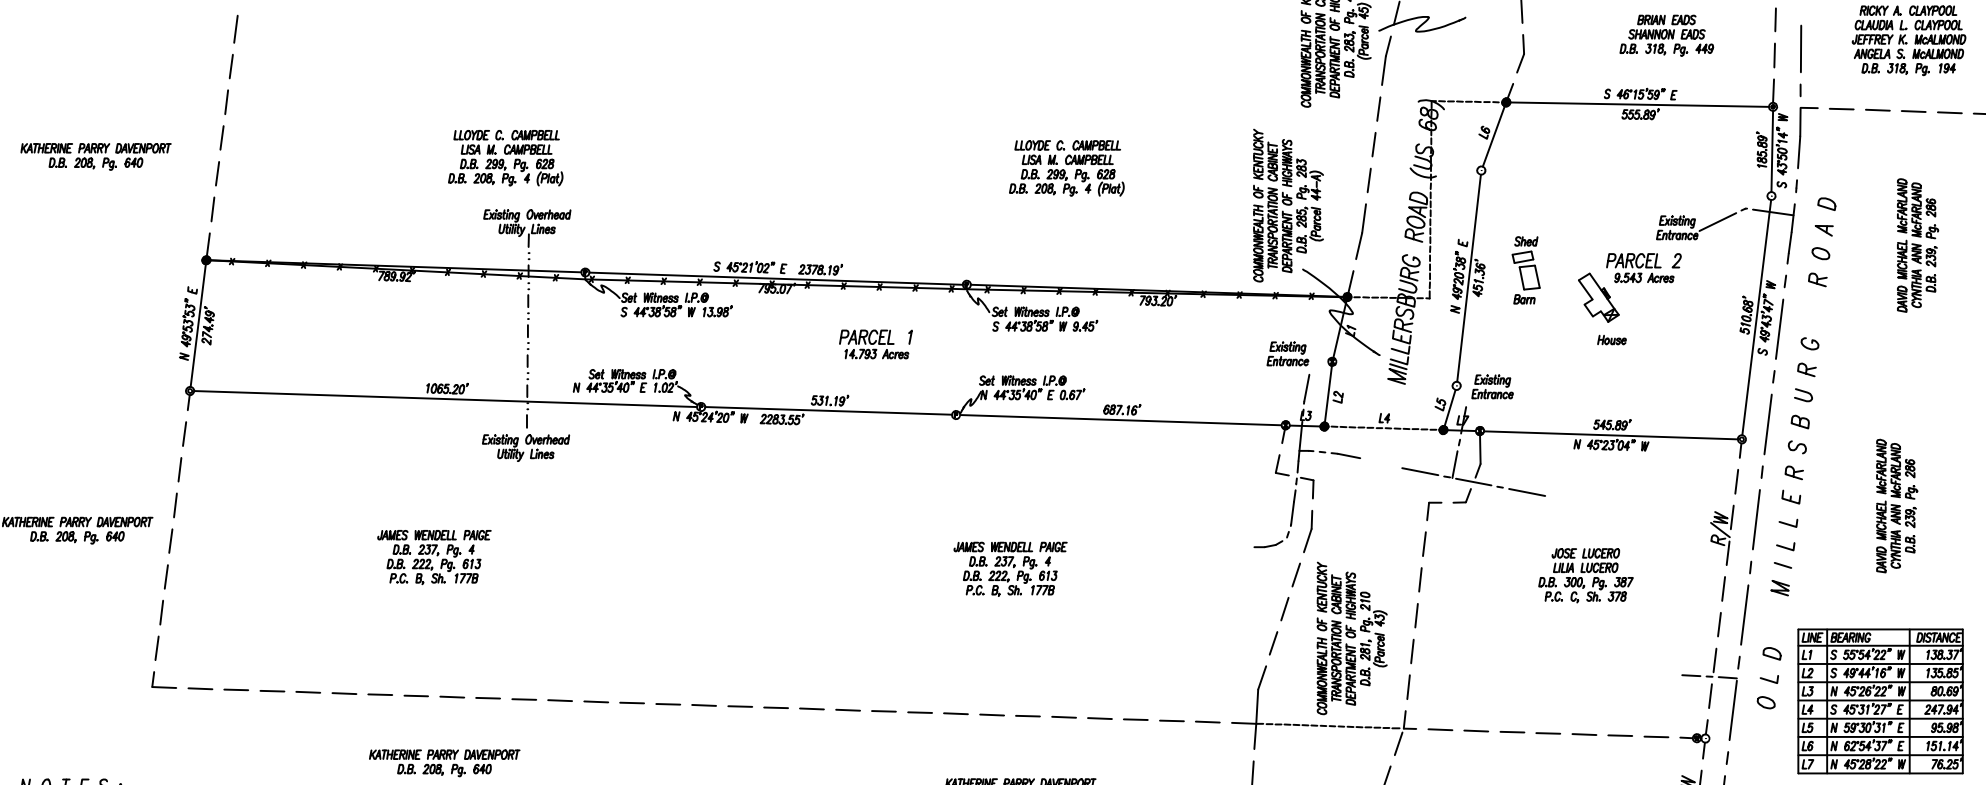 KATHERINE PARRY DAVENPORT
D.B. 208, Pg. 640
LLOYDE C. CAMPBELL
LISA M. CAMPBELL
D.B. 299, Pg. 628
D.B. 208, Pg. 4 (Plat)
LLOYDE C. CAMPBELL
LISA M. CAMPBELL
D.B. 299, Pg. 628
D.B. 208, Pg. 4 (Plat)
COMMONWEALTH OF
TRANSPORTATION
DEPARTMENT OF
D.B. 283, Pg.
(Parcel 45)
COMMONWEALTH OF KENTUCKY
TRANSPORTATION CABINET
DEPARTMENT OF HIGHWAYS
D.B. 285, Pg. 283
(Parcel 44-A)
BRIAN EADS
SHANNON EADS
D.B. 318, Pg. 449
RICKY A. CLAYPOOL
CLAUDIA L. CLAYPOOL
JEFFREY K. McALMOND
ANGELA S. McALMOND
D.B. 318, Pg. 194
S 46°15'59" E
555.89'
185.89'
S 43°50'14" W
L6
MILLERSBURG ROAD (US 68)
N 49°20'38" E
451.36'
Shed
Barn
House
PARCEL 2
9.543 Acres
Existing
Entrance
510.68'
S 49°43'47" W
OLD MILLERSBURG ROAD
DAVID MICHAEL McFARLAND
CYNTHIA ANN McFARLAND
D.B. 239, Pg. 286
Existing Overhead
Utility Lines
789.92'
S 45°21'02" E 2378.19'
795.07'
793.20'
Set Witness I.P.@
S 44°38'58" W 13.98'
Set Witness I.P.@
S 44°38'58" W 9.45'
N 49°53'53" E
274.49'
PARCEL 1
14.793 Acres
L1
Existing
Entrance
L2
Existing
Entrance
L5
1065.20'
Set Witness I.P.@
N 44°35'40" E 1.02'
531.19'
N 45°24'20" W 2283.55'
Set Witness I.P.@
N 44°35'40" E 0.67'
687.16'
L3
L4
L7
545.89'
N 45°23'04" W
Existing Overhead
Utility Lines
KATHERINE PARRY DAVENPORT
D.B. 208, Pg. 640
JAMES WENDELL PAIGE
D.B. 237, Pg. 4
D.B. 222, Pg. 613
P.C. B, Sh. 177B
JAMES WENDELL PAIGE
D.B. 237, Pg. 4
D.B. 222, Pg. 613
P.C. B, Sh. 177B
COMMONWEALTH OF KENTUCKY
TRANSPORTATION CABINET
DEPARTMENT OF HIGHWAYS
D.B. 281, Pg. 210
(Parcel 43)
JOSE LUCERO
LILIA LUCERO
D.B. 300, Pg. 387
P.C. C, Sh. 378
R/W
DAVID MICHAEL McFARLAND
CYNTHIA ANN McFARLAND
D.B. 239, Pg. 286
LINE BEARING DISTANCE
L1 S 55°54'22" W 138.37'
L2 S 49°44'16" W 135.85'
L3 N 45°26'22" W 80.69'
L4 S 45°31'27" E 247.94'
L5 N 59°30'31" E 95.98'
L6 N 62°54'37" E 151.14'
L7 N 45°28'22" W 76.25'
KATHERINE PARRY DAVENPORT
D.B. 208, Pg. 640
KATHERINE PARRY DAVENPORT
NOTES: